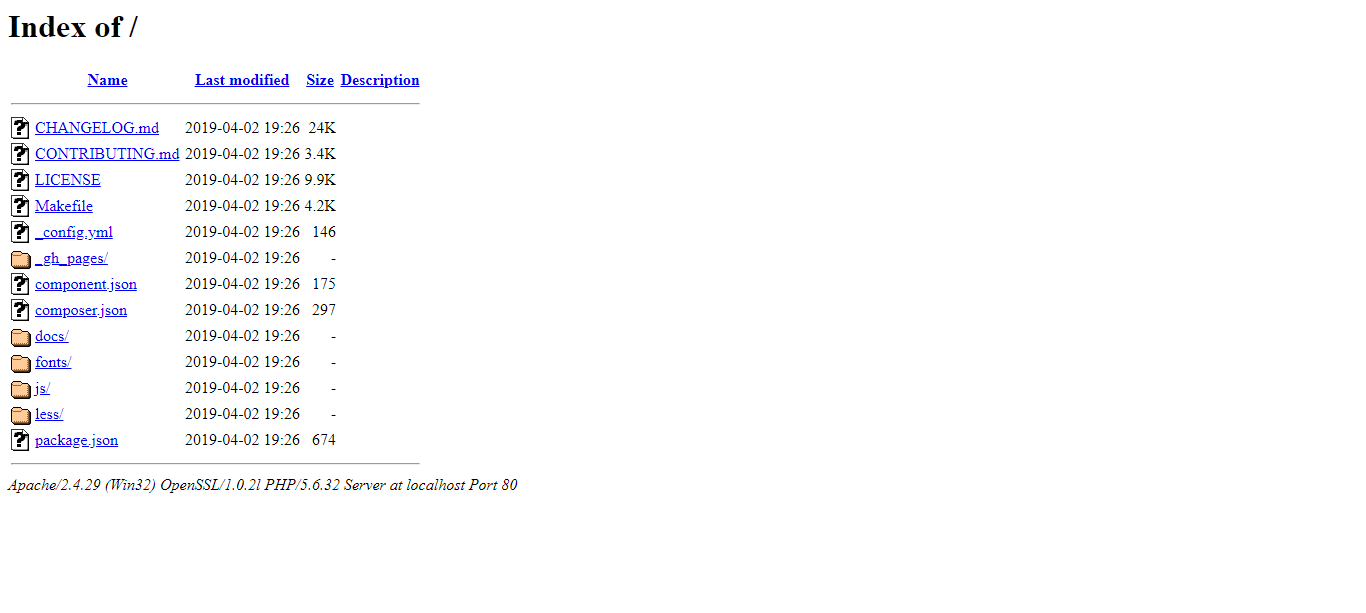 Index of /
Name Last modified Size Description
CHANGELOG.md 2019-04-02 19:26 24K
CONTRIBUTING.md 2019-04-02 19:26 3.4K
LICENSE 2019-04-02 19:26 9.9K
Makefile 2019-04-02 19:26 4.2K
_config.yml 2019-04-02 19:26 146
_gh_pages/ 2019-04-02 19:26 -
component.json 2019-04-02 19:26 175
composer.json 2019-04-02 19:26 297
docs/ 2019-04-02 19:26 -
fonts/ 2019-04-02 19:26 -
js/ 2019-04-02 19:26 -
less/ 2019-04-02 19:26 -
package.json 2019-04-02 19:26 674
Apache/2.4.29 (Win32) OpenSSL/1.0.2l PHP/5.6.32 Server at localhost Port 80